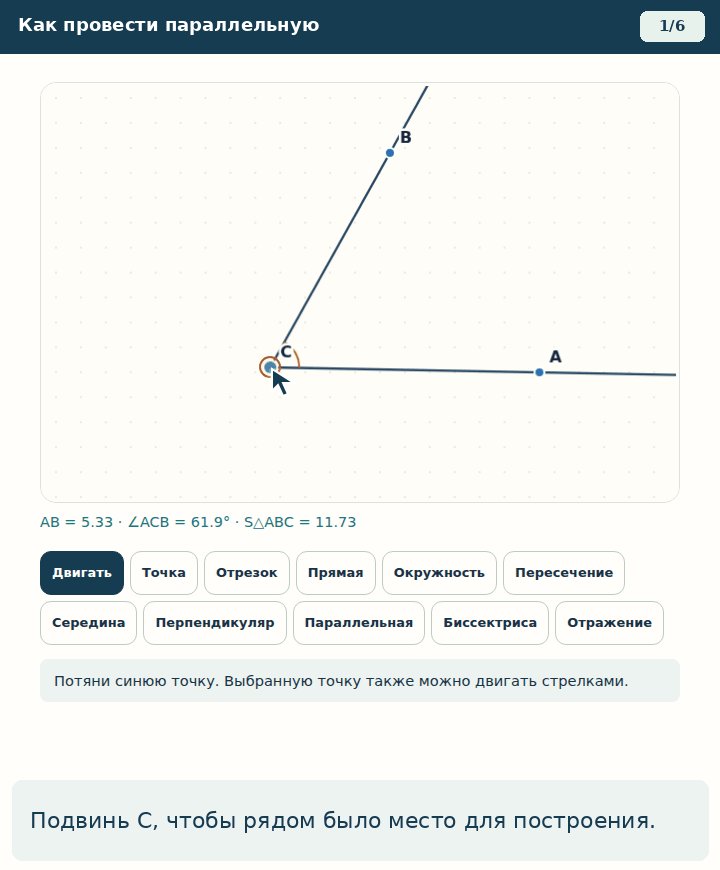 Как провести параллельную
1/6
B
C
A
AB = 5.33 · ∠ACB = 61.9° · S△ABC = 11.73
Двигать Точка Отрезок Прямая Окружность Пересечение
Середина Перпендикуляр Параллельная Биссектриса Отражение
Потяни синюю точку. Выбранную точку также можно двигать стрелками.
Подвинь C, чтобы рядом было место для построения.